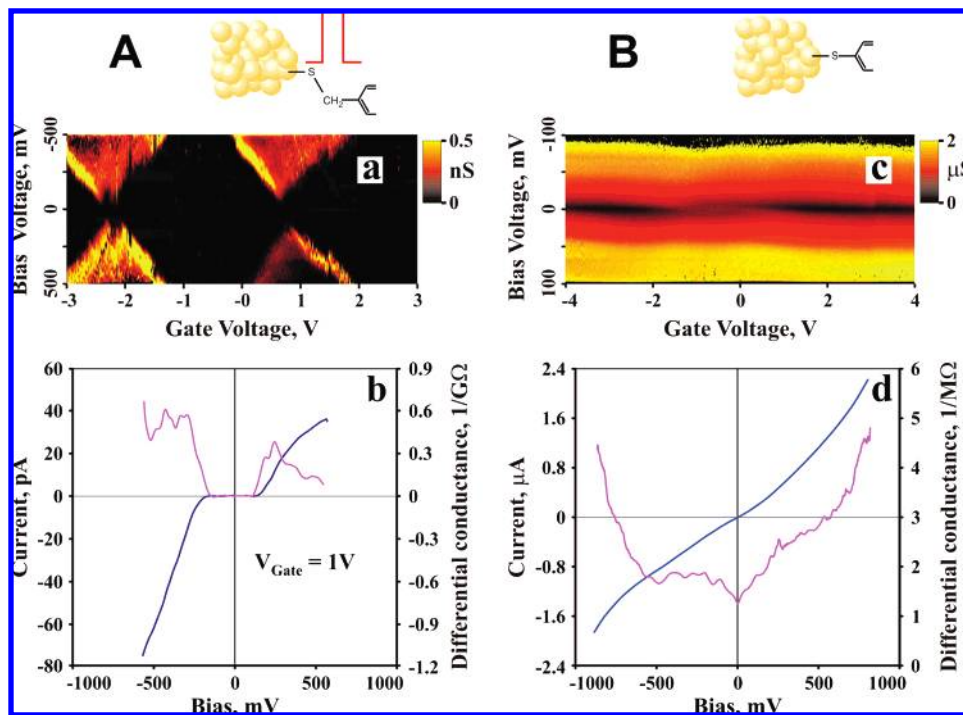 A
B
S
CH2
S
Bias Voltage, mV
-500
0
500
a
0.5
nS
0
-3
-2
-1
-0
1
2
3
Gate Voltage, V
Bias Voltage, mV
-100
0
100
c
2
μS
0
-4
-2
0
2
4
Gate Voltage, V
b
Current, pA
60
40
20
0
-20
-40
-60
-80
0.9
0.6
0.3
0
-0.3
-0.6
-0.9
-1.2
Differential conductance, 1/GΩ
VGate = 1V
-1000
-500
0
500
1000
Bias, mV
d
Current, μA
2.4
1.6
0.8
0
-0.8
-1.6
-2.4
6
5
4
3
2
1
0
Differential conductance, 1/MΩ
-1000
-500
0
500
1000
Bias, mV